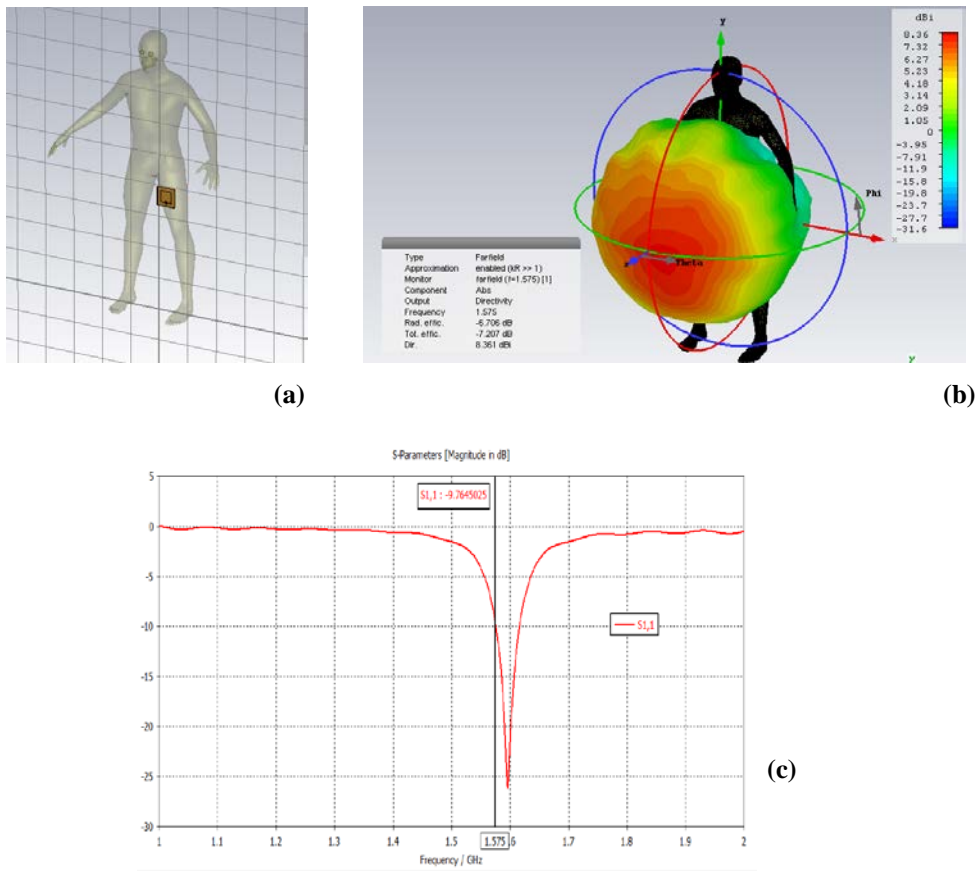 y
dBi
8.36
7.32
6.27
5.23
4.18
3.14
2.09
1.05
0
-3.95
-7.91
-11.9
-15.8
-19.8
-23.7
-27.7
-31.6
Phi
x
z
Theta
Type Farfield
Approximation enabled (kR >> 1)
Monitor farfield (f=1.575) [1]
Component Abs
Output Directivity
Frequency 1.575
Rad. effic. -6.706 dB
Tot. effic. -7.207 dB
Dir. 8.361 dBi
y
(a)
(b)
S-Parameters [Magnitude in dB]
S1,1 : -9.7645025
5
0
-5
-10
-15
-20
-25
-30
S1,1
(c)
1 1.1 1.2 1.3 1.4 1.5 1.575 .6 1.7 1.8 1.9 2
Frequency / GHz